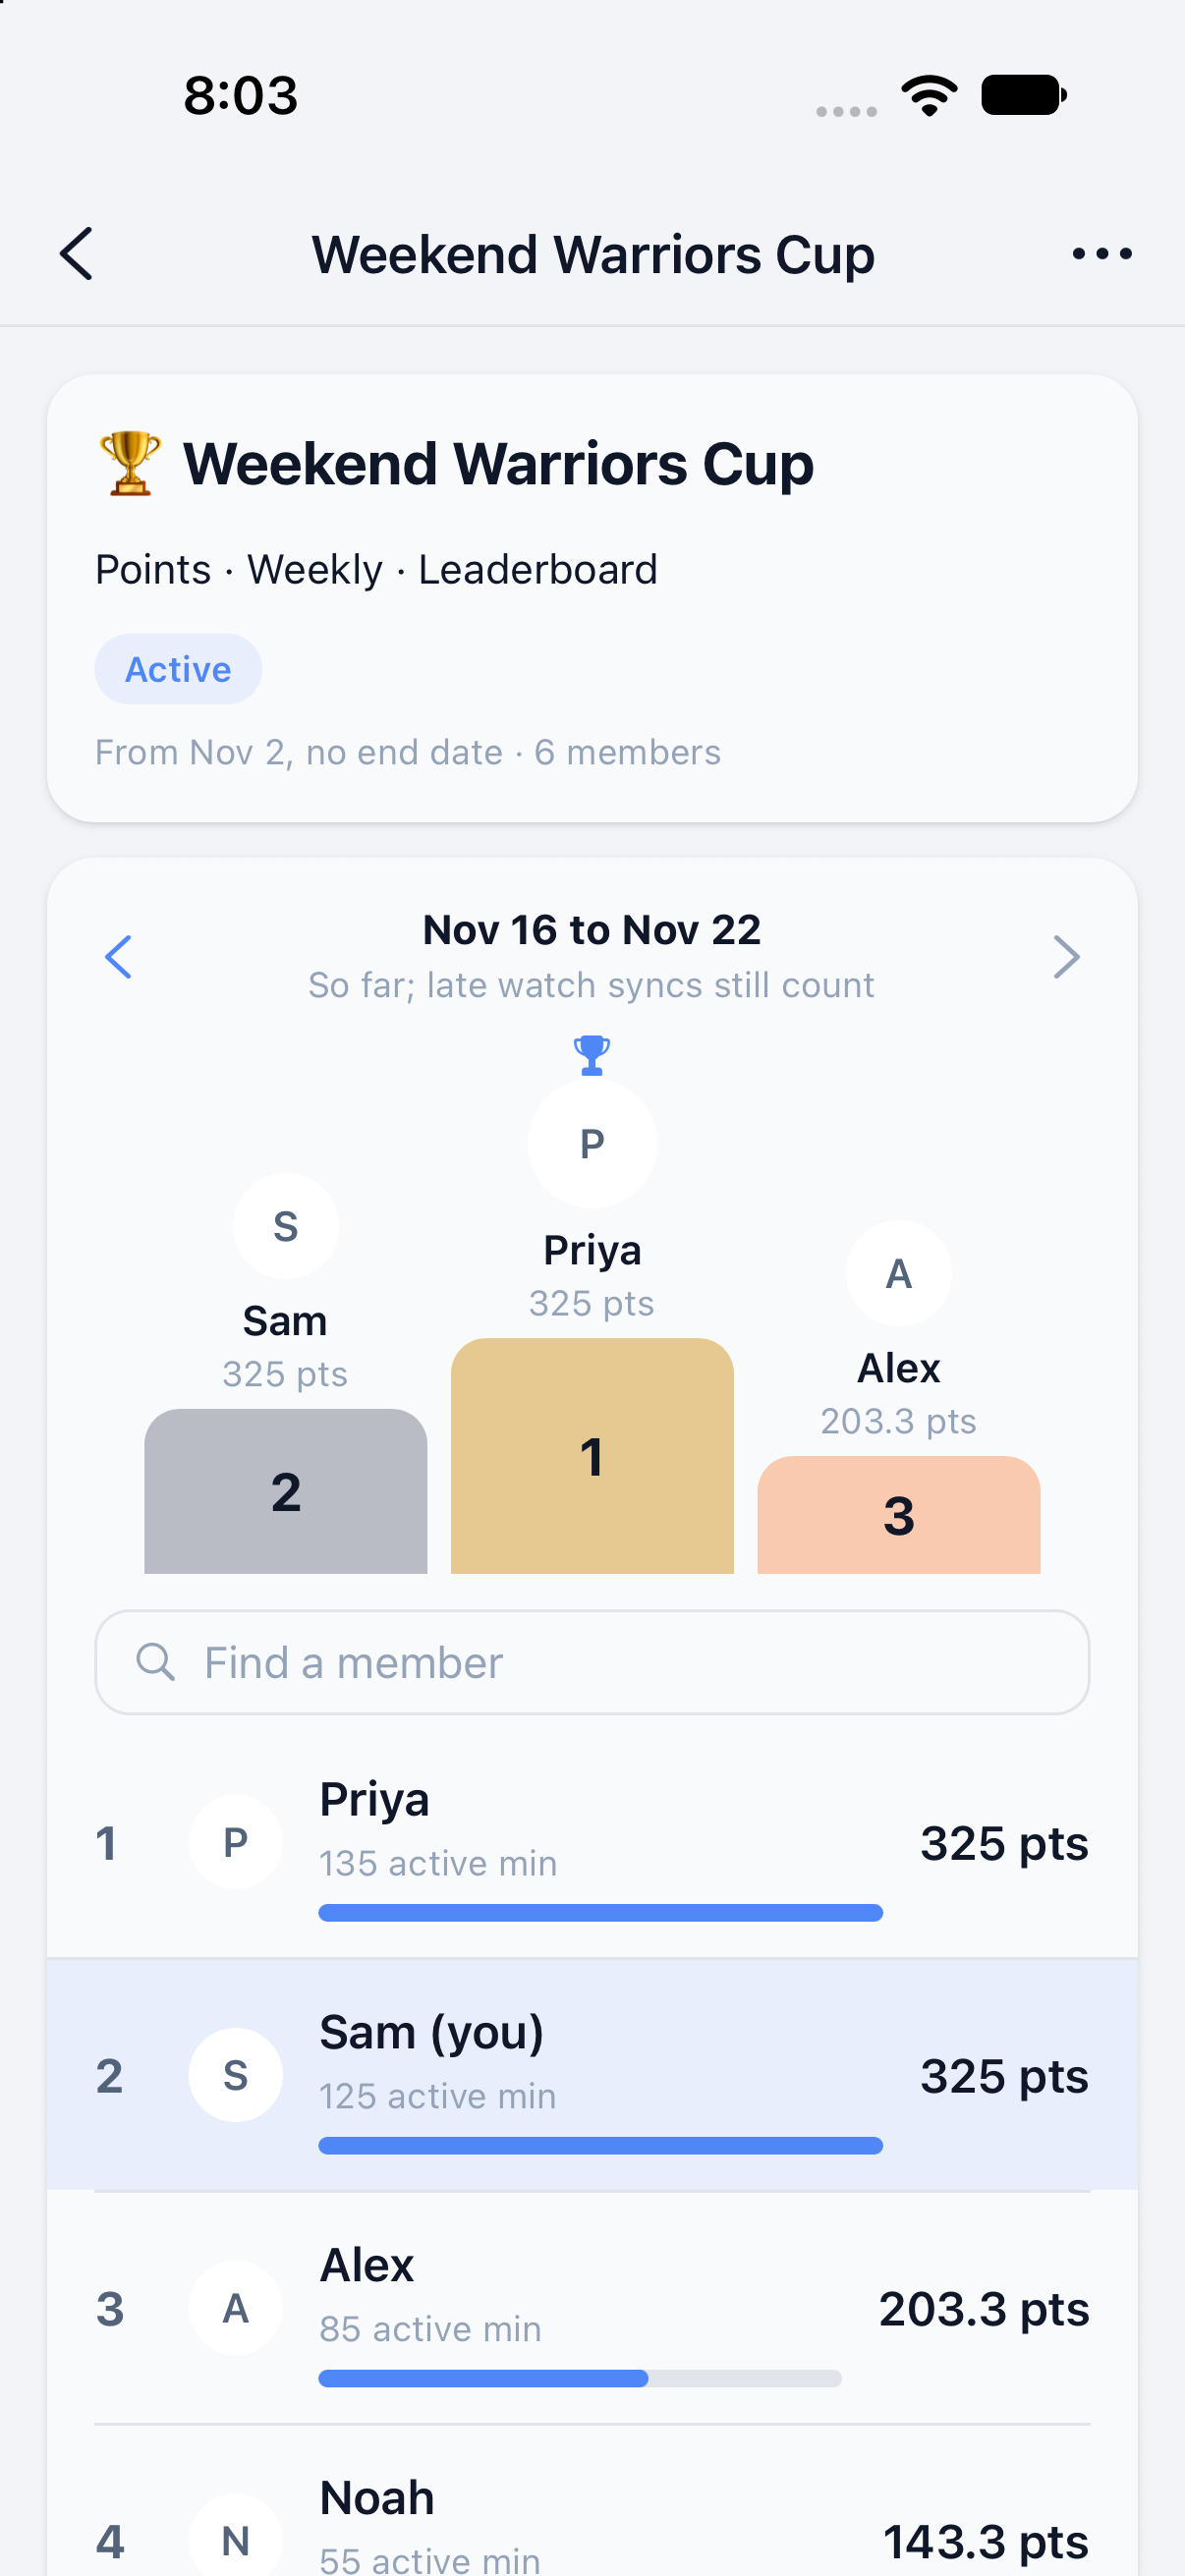 8:03
Weekend Warriors Cup
🏆 Weekend Warriors Cup
Points · Weekly · Leaderboard
Active
From Nov 2, no end date · 6 members
Nov 16 to Nov 22
So far; late watch syncs still count
P
Priya
325 pts
S
Sam
325 pts
A
Alex
203.3 pts
2
1
3
Find a member
1
P
Priya
135 active min
325 pts
2
S
Sam (you)
125 active min
325 pts
3
A
Alex
85 active min
203.3 pts
4
N
Noah
55 active min
143.3 pts